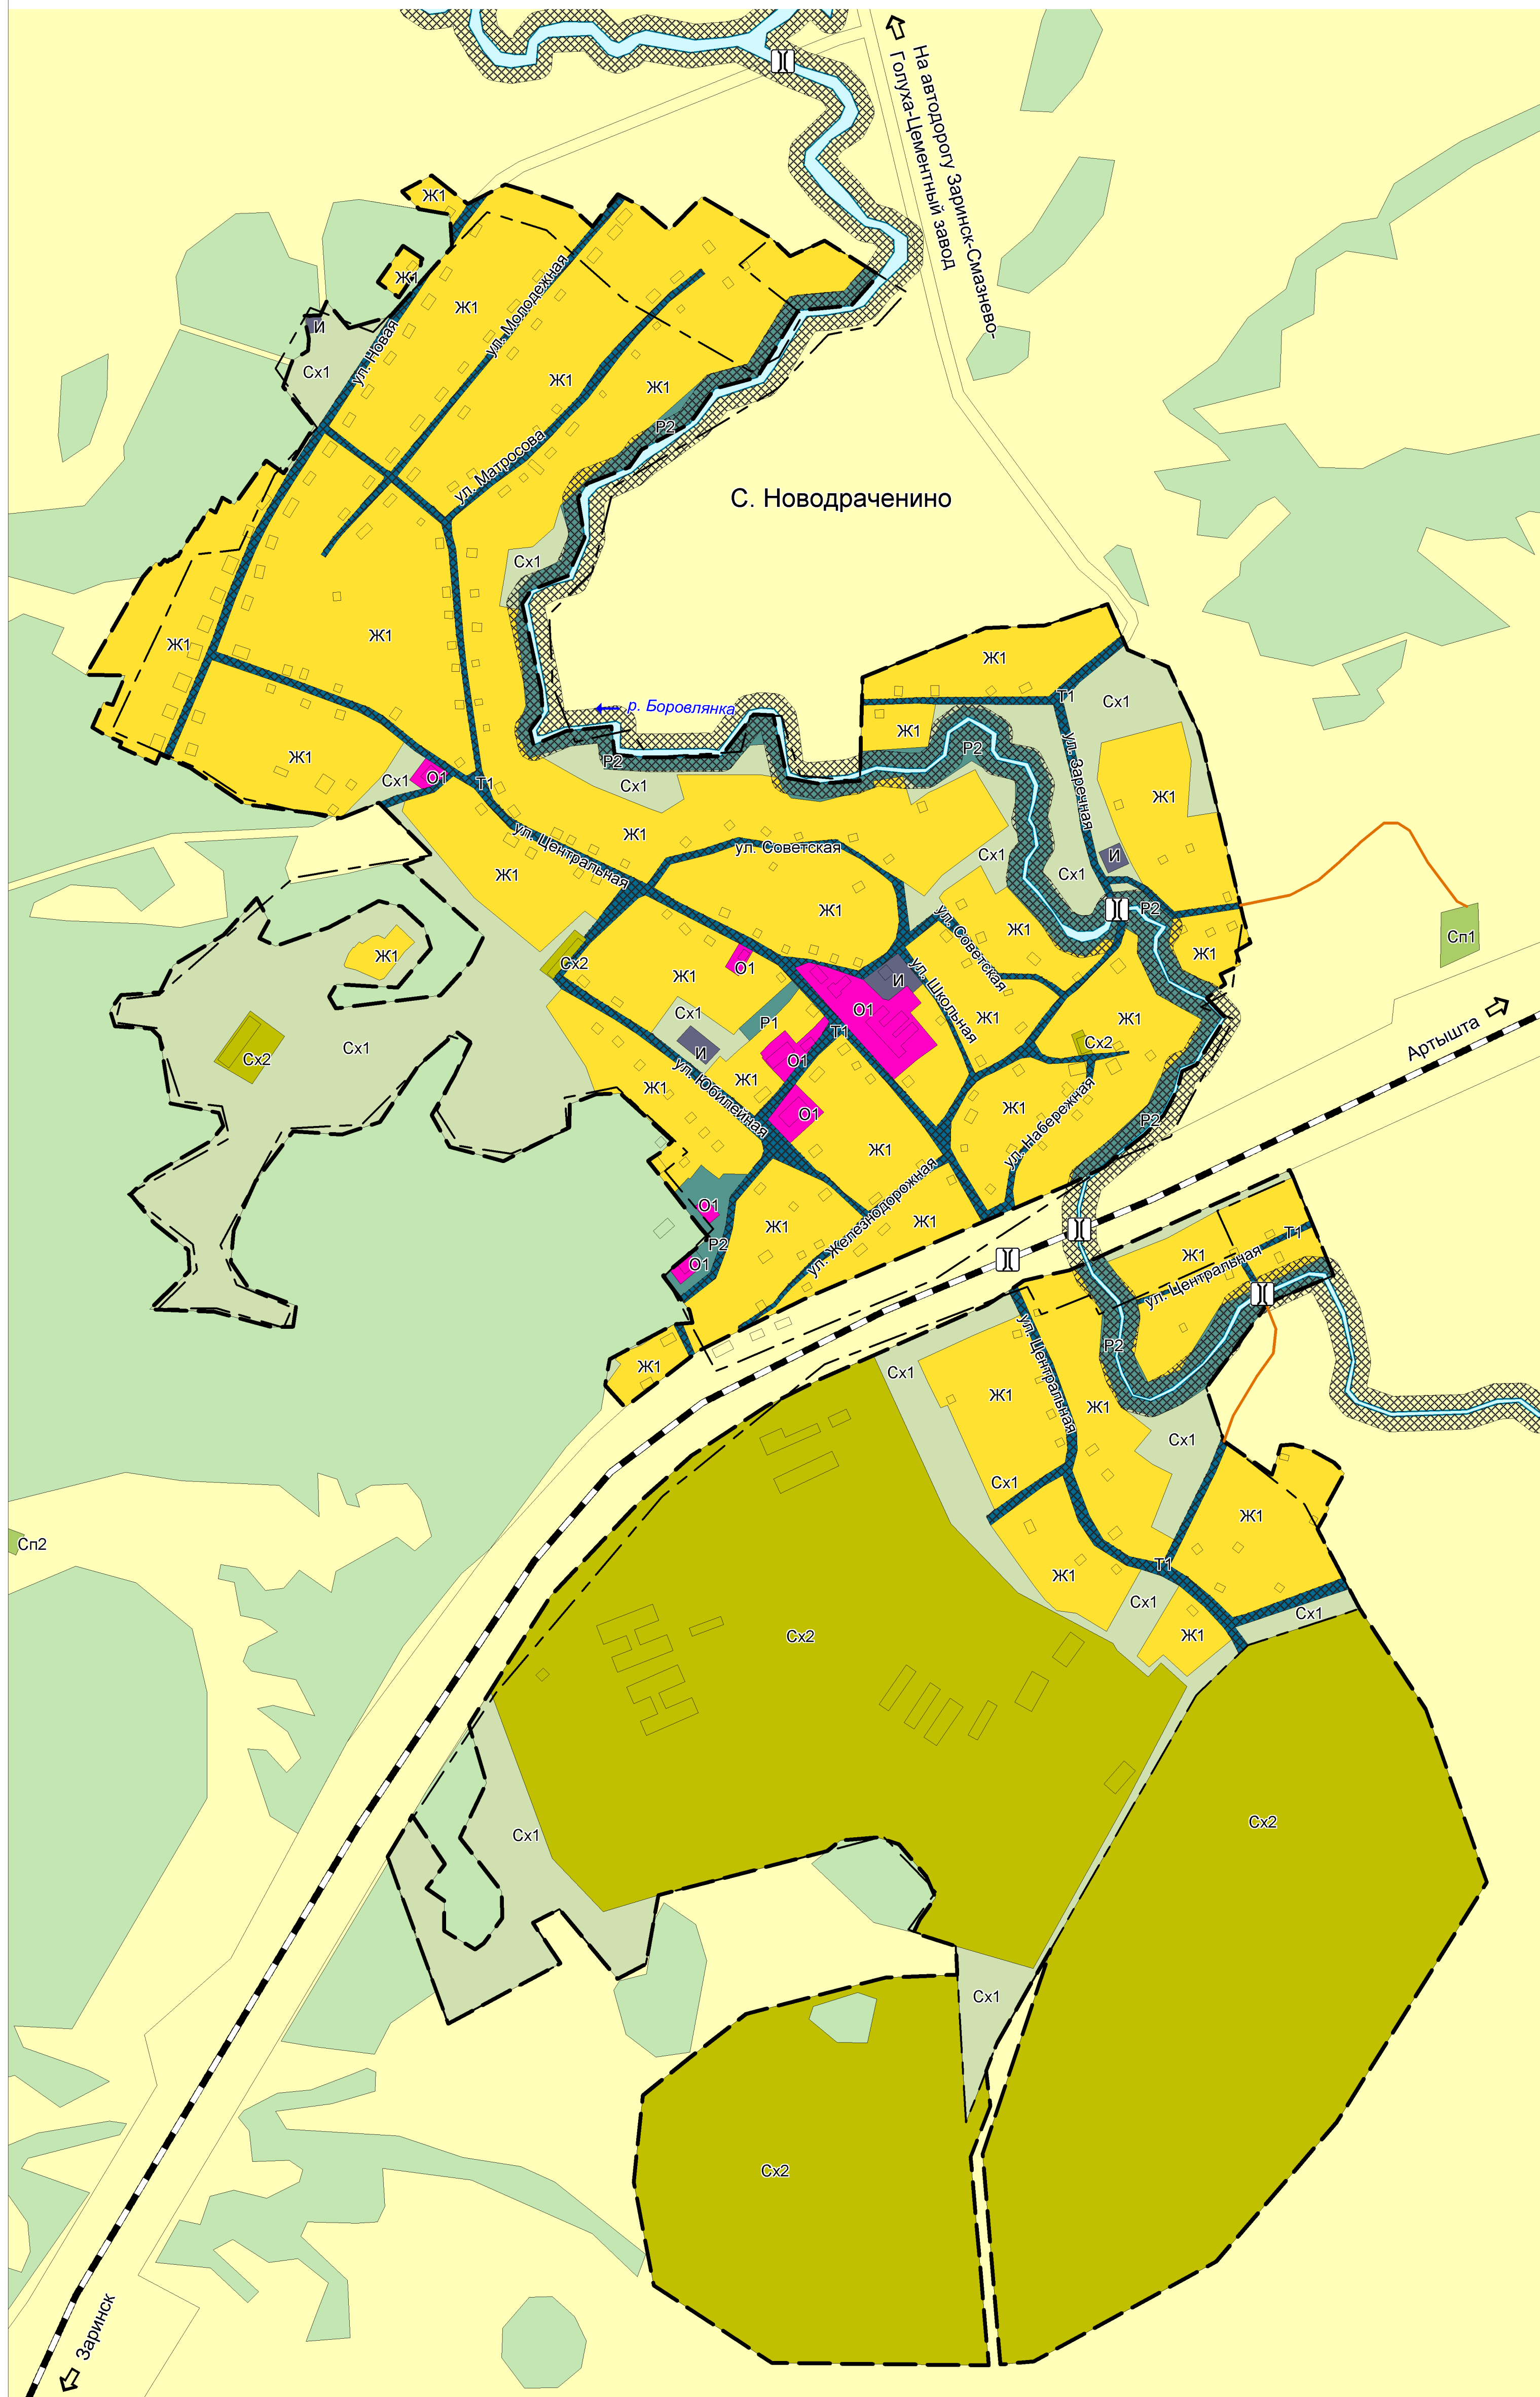 На автодорогу Заринск-Смазнево-
Голуха-Цементный завод
Ж1
Ж1
Ж1
И
ул. Новая
ул. Молодежная
Сх1
Ж1
Ж1
Р2
ул. Матросова
С. Новодраченино
Сх1
Ж1
Ж1
Ж1
Т1
Сх1
р. Боровлянка
Ж1
Р2
ул. Заречная
Ж1
Р2
Сх1
О1
Т1
Сх1
Ж1
ул. Центральная
Ж1
ул. Советская
Сх1
И
Ж1
Сх1
Ж1
Р2
ул. Советская
Ж1
Сп1
Ж1
Ж1
Сх2
О1
Ж1
И
ул. Школьная
О1
Сх1
Р1
Ж1
Ж1
Т1
Сх2
Артышта
Сх2
Сх1
И
О1
ул. Юбилейная
Ж1
Ж1
О1
Ж1
ул. Набережная
Р2
Ж1
О1
Ж1
Ж1
ул. Железнодорожная
Р2
О1
Т1
Ж1
ул. Центральная
Р2
ул. Центральная
Ж1
Сх1
Ж1
Ж1
Сх1
Сх1
Ж1
Сп2
Т1
Ж1
Сх1
Сх1
Ж1
Сх2
Сх2
Сх1
Сх1
Сх2
Заринск